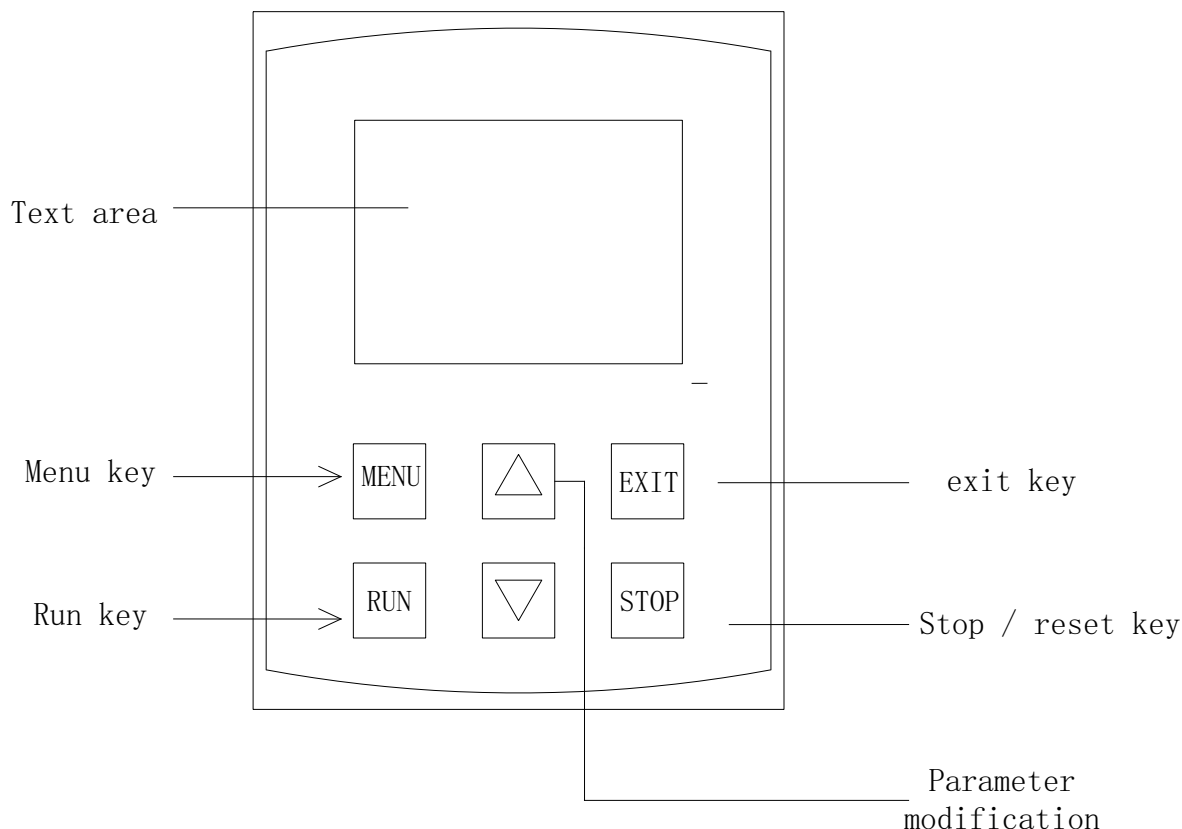 Text area
Menu key
MENU
EXIT
exit key
Run key
RUN
STOP
Stop / reset key
Parameter
modification